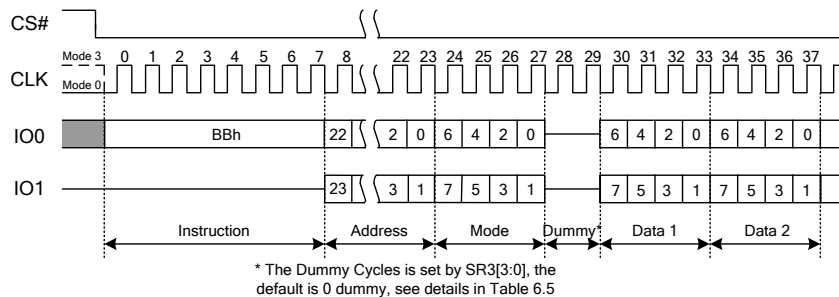 CS#
Mode 3 0 1 2 3 4 5 6 7 8 22 23 24 25 26 27 28 29 30 31 32 33 34 35 36 37
CLK
Mode 0
IO0 BBh 22 2 0 6 4 2 0 6 4 2 0 6 4 2 0
IO1 23 3 1 7 5 3 1 7 5 3 1 7 5 3 1
Instruction Address Mode Dummy* Data 1 Data 2
* The Dummy Cycles is set by SR3[3:0], the
default is 0 dummy, see details in Table 6.5